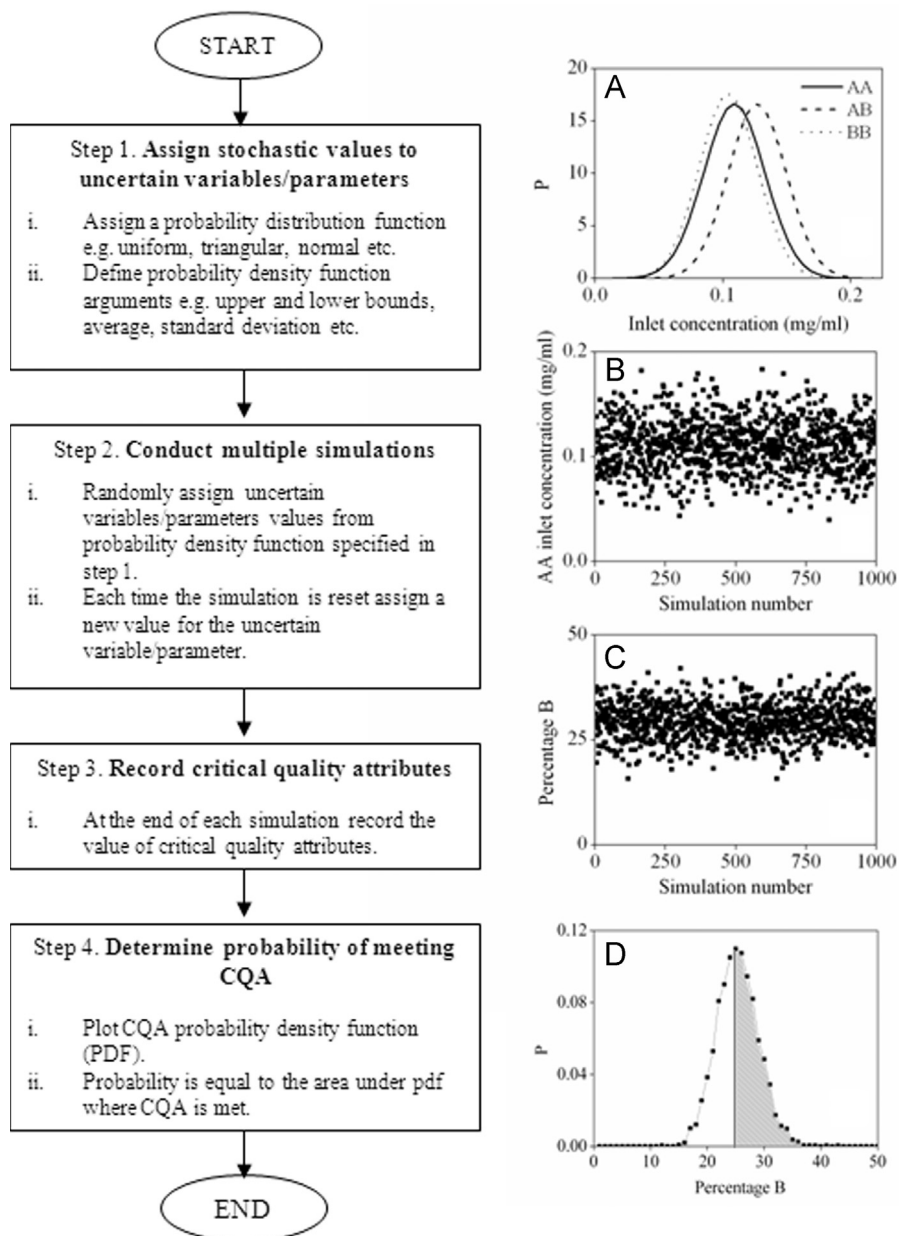 START
Step 1. Assign stochastic values to
uncertain variables/parameters
i. Assign a probability distribution function
e.g. uniform, triangular, normal etc.
ii. Define probability density function
arguments e.g. upper and lower bounds,
average, standard deviation etc.
Step 2. Conduct multiple simulations
i. Randomly assign uncertain
variables/parameters values from
probability density function specified in
step 1.
ii. Each time the simulation is reset assign a
new value for the uncertain
variable/parameter.
Step 3. Record critical quality attributes
i. At the end of each simulation record the
value of critical quality attributes.
Step 4. Determine probability of meeting
CQA
i. Plot CQA probability density function
(PDF).
ii. Probability is equal to the area under pdf
where CQA is met.
END
A
AA
AB
BB
20
15
10
5
0
P
0.0 0.1 0.2
Inlet concentration (mg/ml)
B
0.2
0.1
0.0
AA inlet concentration (mg/ml)
0 250 500 750 1000
Simulation number
C
50
25
0
Percentage B
0 250 500 750 1000
Simulation number
D
0.12
0.08
0.04
0.00
P
0 10 20 30 40 50
Percentage B